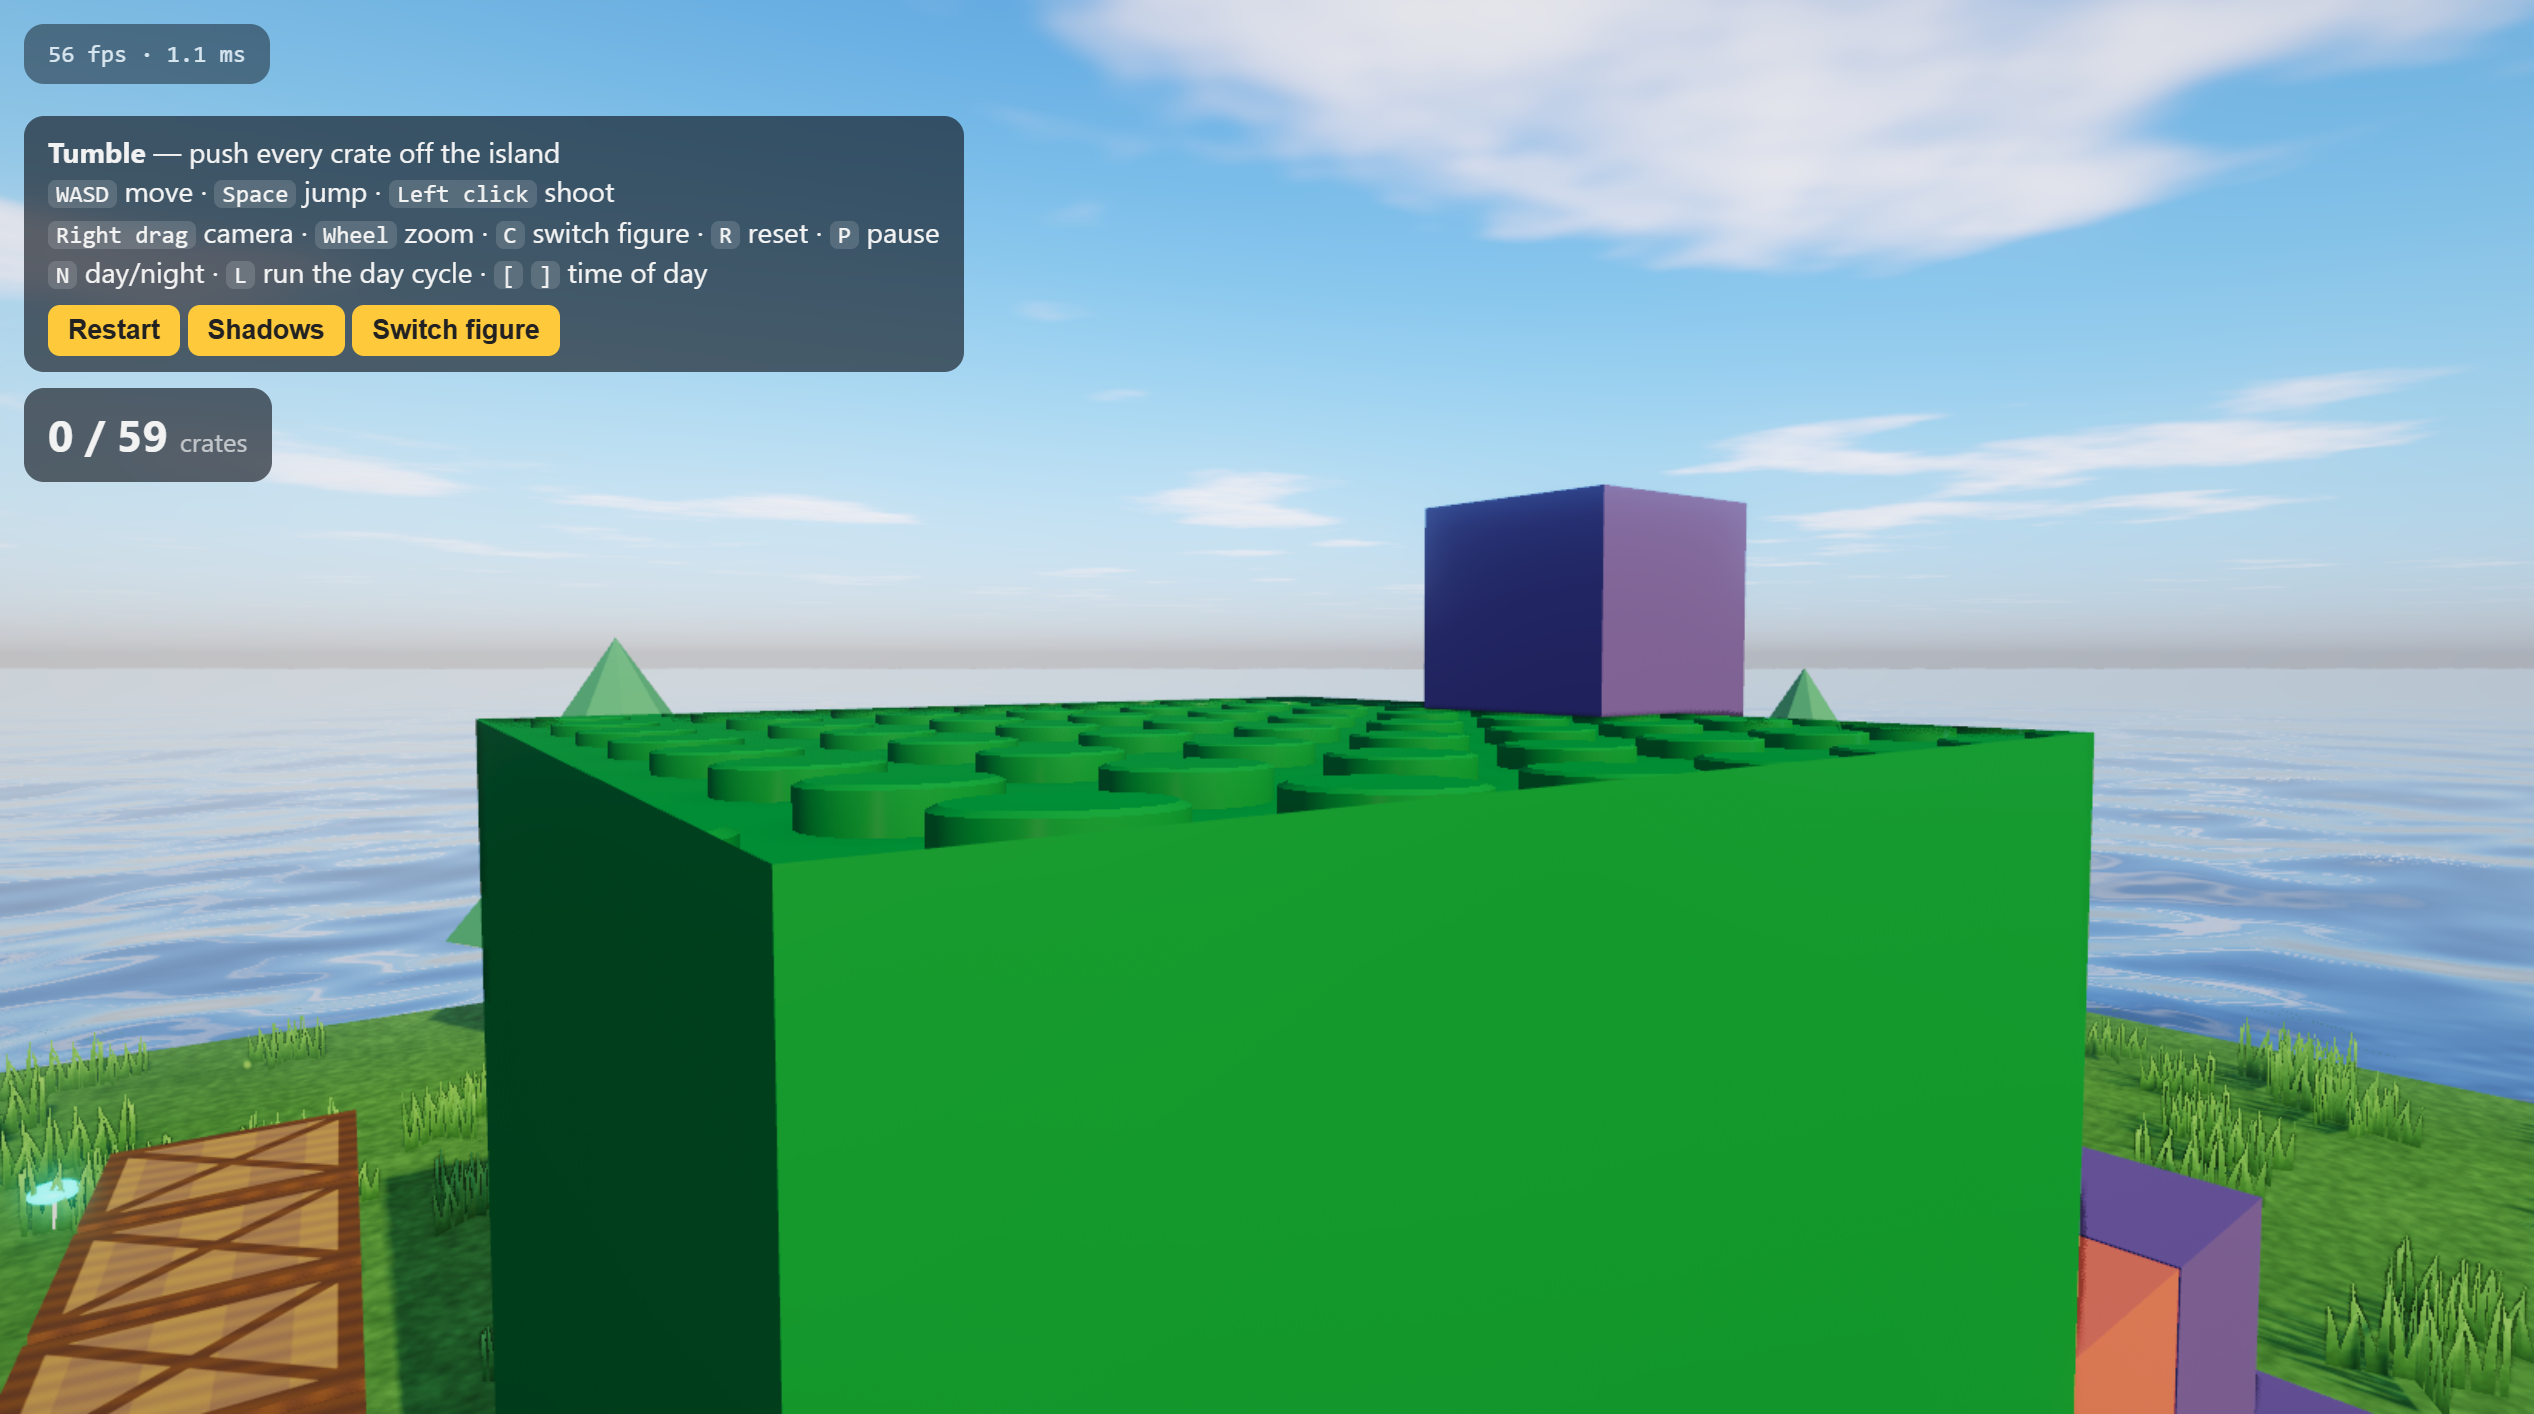 56 fps · 1.1 ms
Tumble — push every crate off the island
WASD move · Space jump · Left click shoot
Right drag camera · Wheel zoom · C switch figure · R reset · P pause
N day/night · L run the day cycle · [ ] time of day
Restart Shadows Switch figure
0 / 59 crates